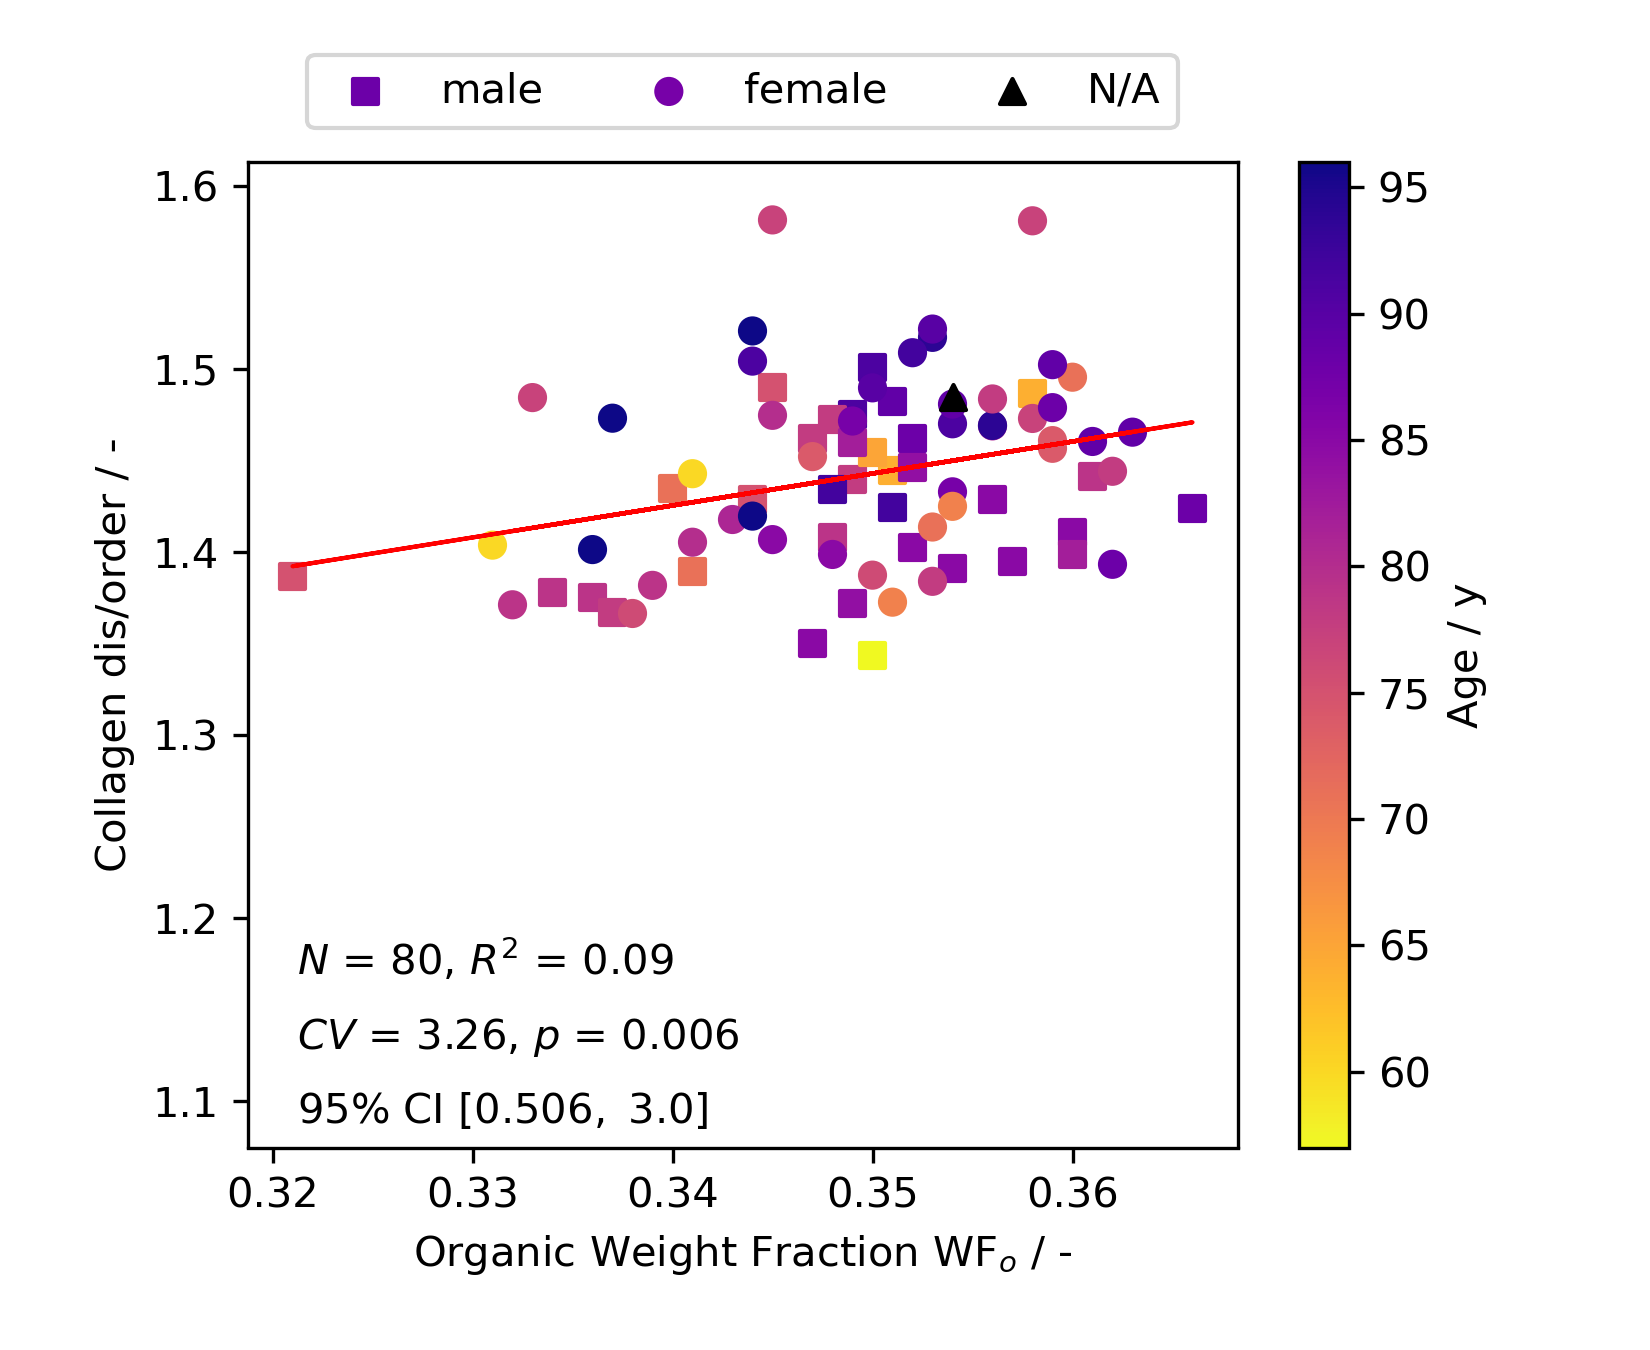 male female N/A
1.6
1.5
1.4
1.3
1.2
1.1
Collagen dis/order / -
N = 80, R² = 0.09
CV = 3.26, p = 0.006
95% CI [0.506, 3.0]
0.32 0.33 0.34 0.35 0.36
Organic Weight Fraction WFₒ / -
95
90
85
80
75
70
65
60
Age / y